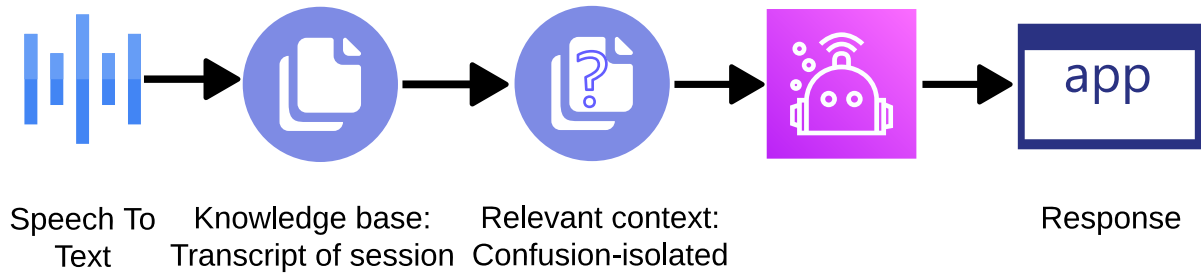 app
?
Speech To
Text
Knowledge base:
Transcript of session
Relevant context:
Confusion-isolated
Response